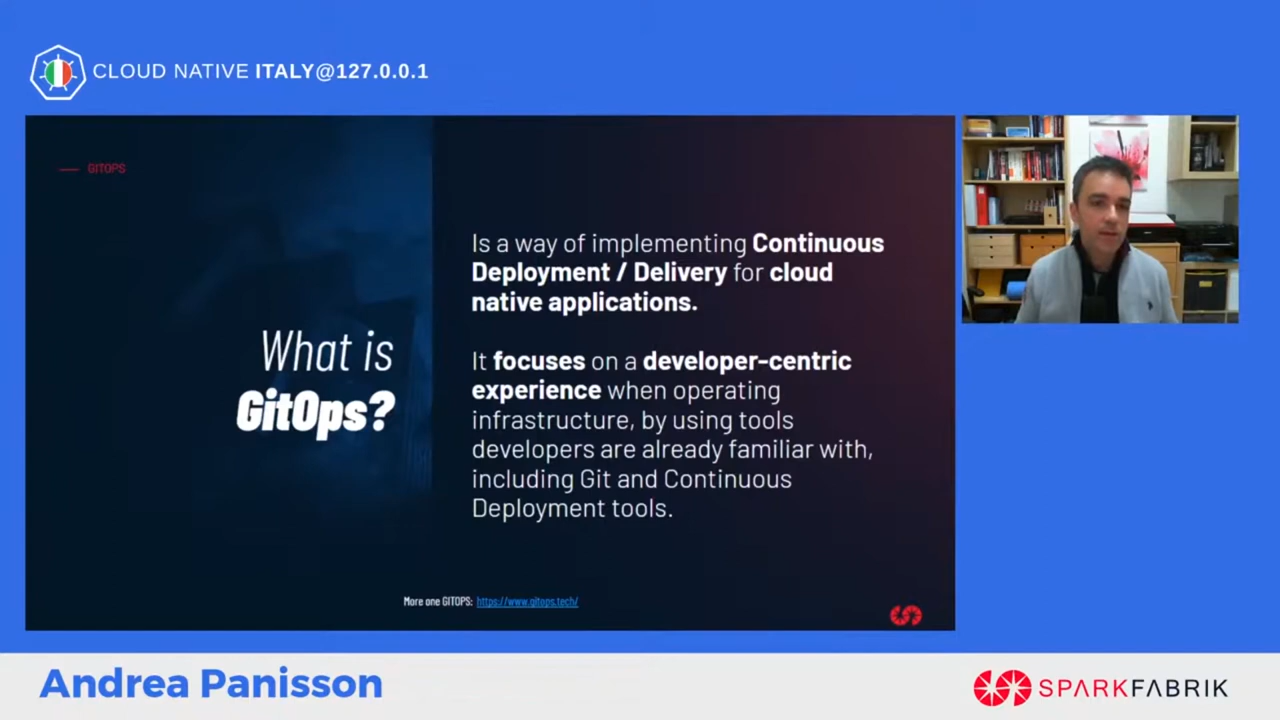 CLOUD NATIVE ITALY@127.0.0.1
GITOPS
What is
GitOps?
Is a way of implementing Continuous
Deployment / Delivery for cloud
native applications.
It focuses on a developer-centric
experience when operating
infrastructure, by using tools
developers are already familiar with,
including Git and Continuous
Deployment tools.
More one GITOPS: https://www.gitops.tech/
Andrea Panisson
SPARKFABRIK